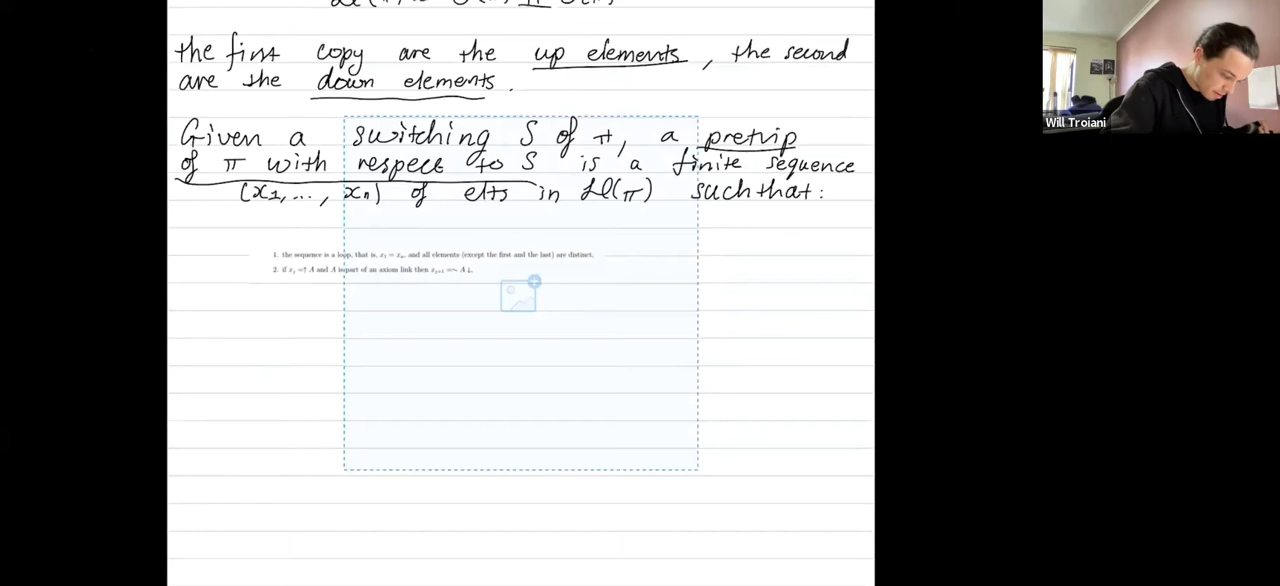 the first copy are the up elements, the second
are the down elements.
Given a switching S of π, a pretrip
of π with respect to S is a finite sequence
(x1,..., xn) of elts in Lℓ(π) such that:
1. the sequence is a loop, that is, x₁ = xₙ, and all elements (except the first and the last) are distinct.
2. if xⱼ =↑ A and A is part of an axiom link then xⱼ₊₁ =∼ A ↓.
Will Troiani